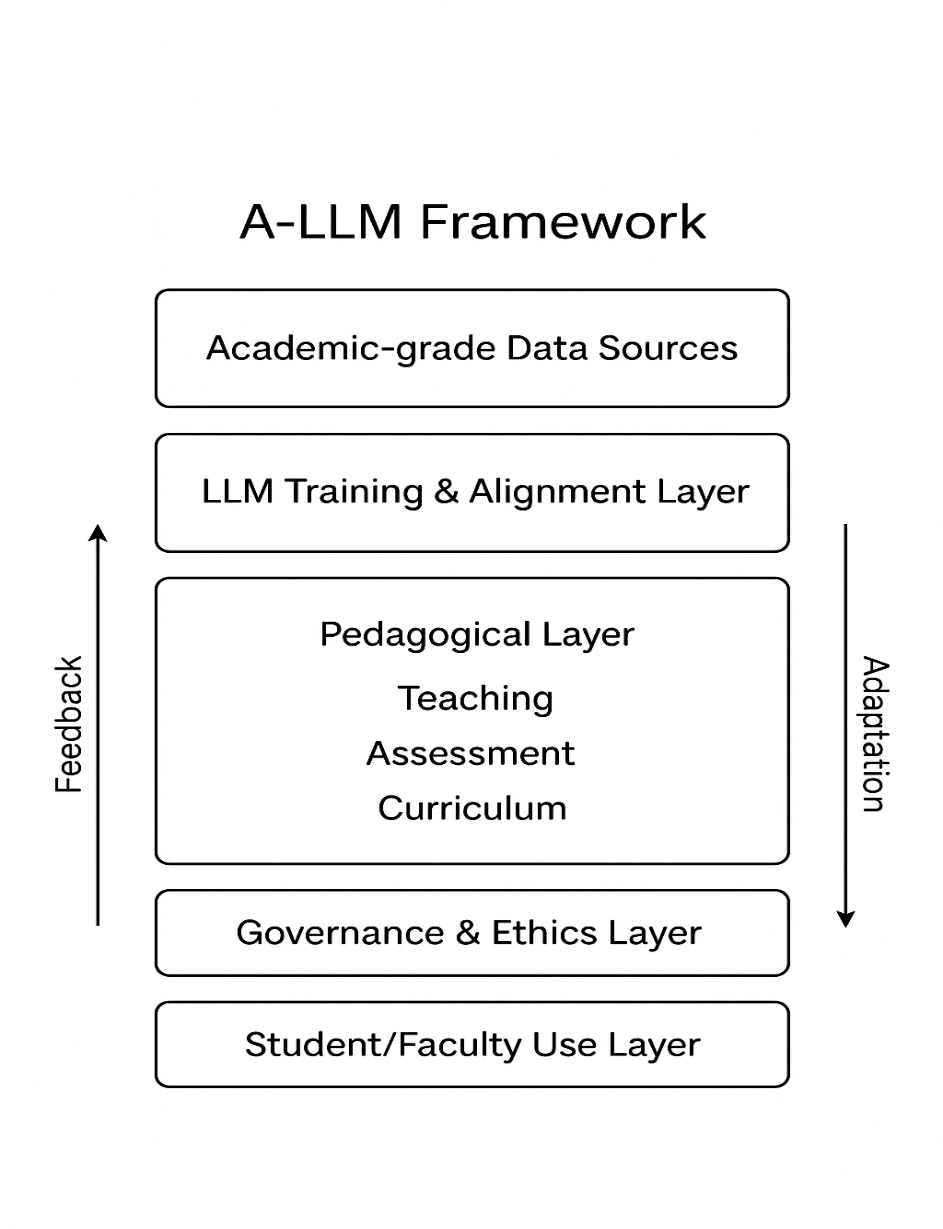 A-LLM Framework
Academic-grade Data Sources
LLM Training & Alignment Layer
Feedback
Pedagogical Layer
Teaching
Assessment
Curriculum
Adaptation
Governance & Ethics Layer
Student/Faculty Use Layer